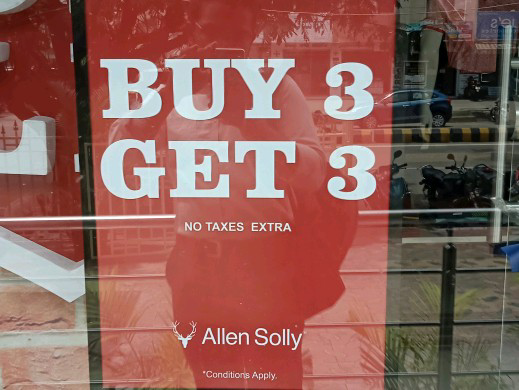 BUY 3
GET 3
NO TAXES EXTRA
Allen Solly
*Conditions Apply.